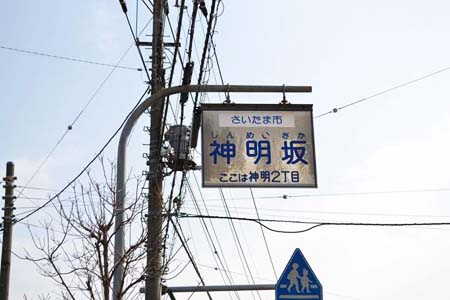 さいたま市
しんめいざか
神明坂
ここは神明2丁目